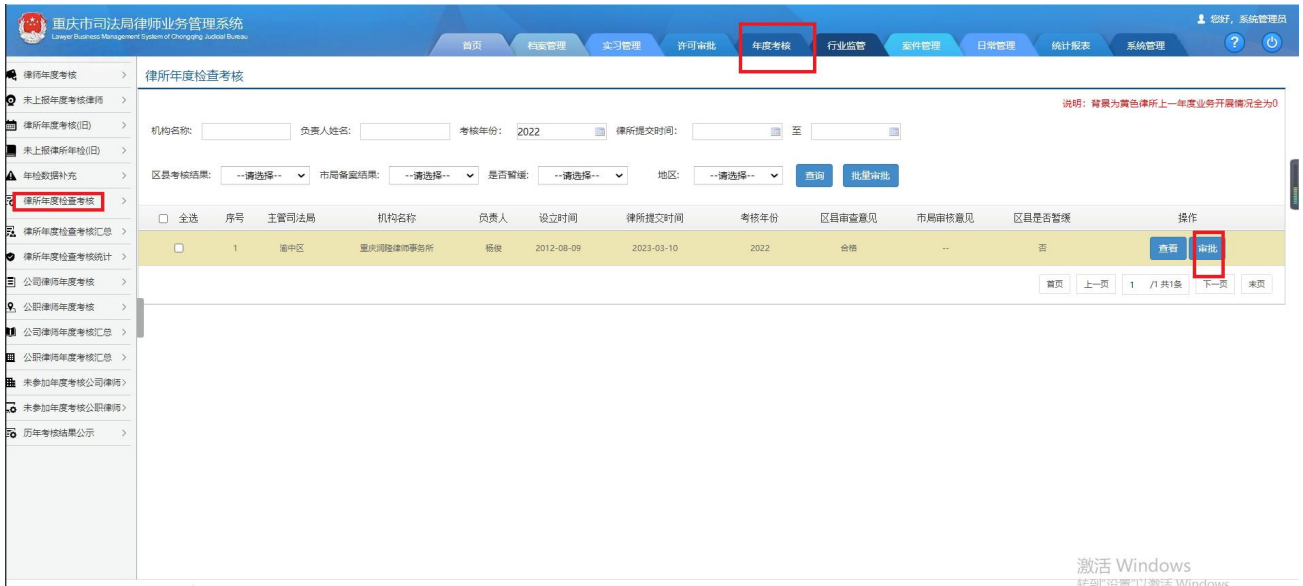 重庆市司法局律师业务管理系统
Lawyer Business Management System of Chongqing Judicial Bureau
您好，系统管理员
首页 档案管理 实习管理 许可审批 年度考核 行业监管 案件管理 日常管理 统计报表 系统管理
律师年度考核
未上报年度考核律师
律所年度考核(旧)
未上报律所年检(旧)
年检数据补充
律所年度检查考核
律所年度检查考核汇总
律所年度检查考核统计
公司律师年度考核
公职律师年度考核
公司律师年度考核汇总
公职律师年度考核汇总
未参加年度考核公司律师
未参加年度考核公职律师
历年考核结果公示
律所年度检查考核
说明：背景为黄色律所上一年度业务开展情况全为0
机构名称: 负责人姓名: 考核年份: 2022 律所提交时间: 至
区县考核结果: --请选择-- 市局备案结果: --请选择-- 是否暂缓: --请选择-- 地区: --请选择-- 查询 批量审批
全选 序号 主管司法局 机构名称 负责人 设立时间 律所提交时间 考核年份 区县审查意见 市局审核意见 区县是否暂缓 操作
1 渝中区 重庆润隆律师事务所 杨俊 2012-08-09 2023-03-10 2022 合格 -- 否 查看 审批
首页 上一页 1 /1 共1条 下一页 末页
激活 Windows
转到"设置"以激活 Windows